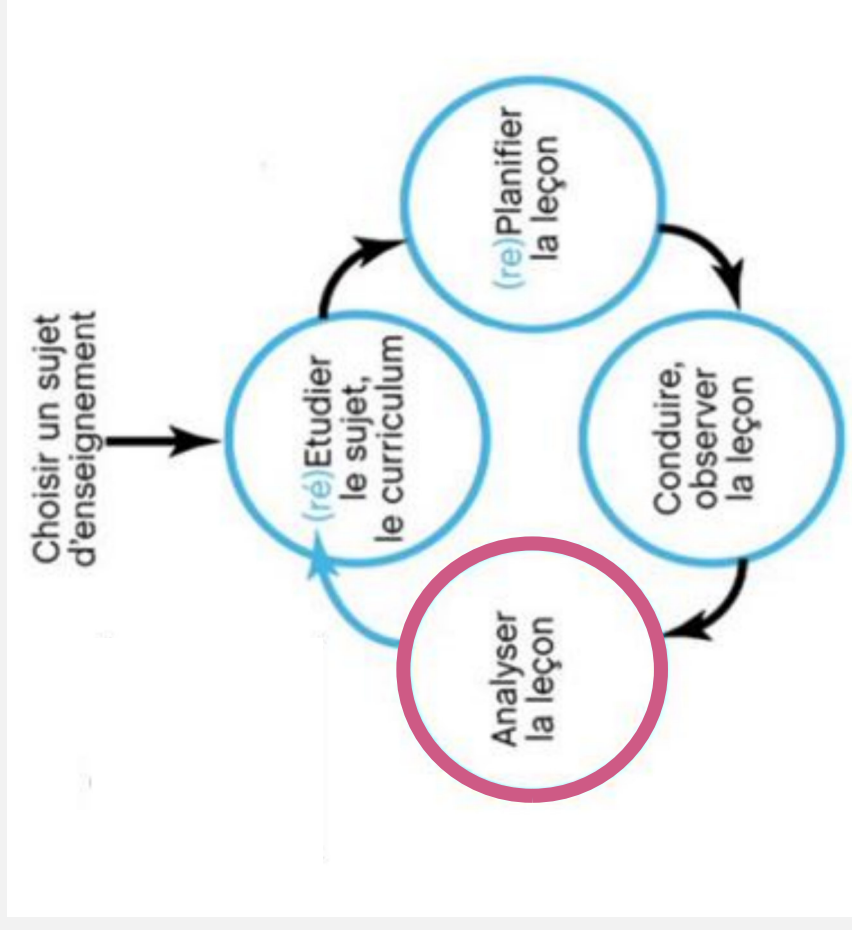 Choisir un sujet
d'enseignement
(ré)Etudier
le sujet,
le curriculum
(re)Planifier
la leçon
Conduire,
observer
la leçon
Analyser
la leçon